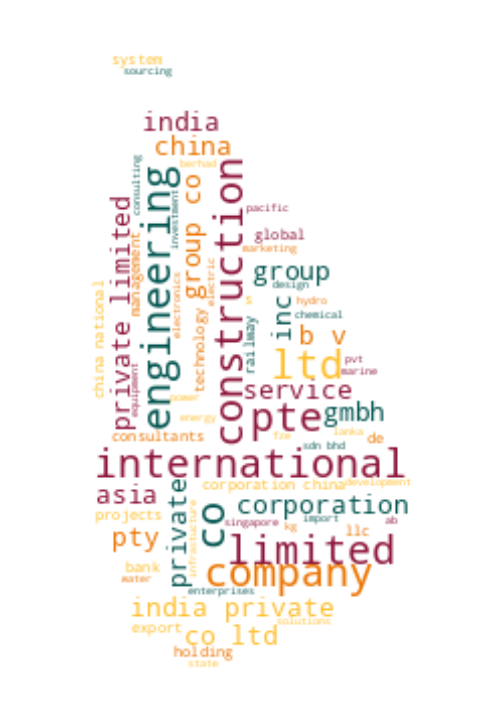 system
sourcing
india
china
berhad
consulting
engineering
investment
group co
construction
private limited
management
pacific
global
marketing
group
design
electric
electronics
china national
technology
s
hydro
inc
chemical
railway
b v
ltd
pvt
marine
equipment
service
power
pte
gmbh
energy
consultants
fze
lanka
de
sdn bhd
international
asia
private
corporation china
development
co
corporation
projects
infrastructure
singapore
kg
import
ab
pty
llc
limited
bank
water
company
enterprises
india private
solutions
export
co ltd
holding
state